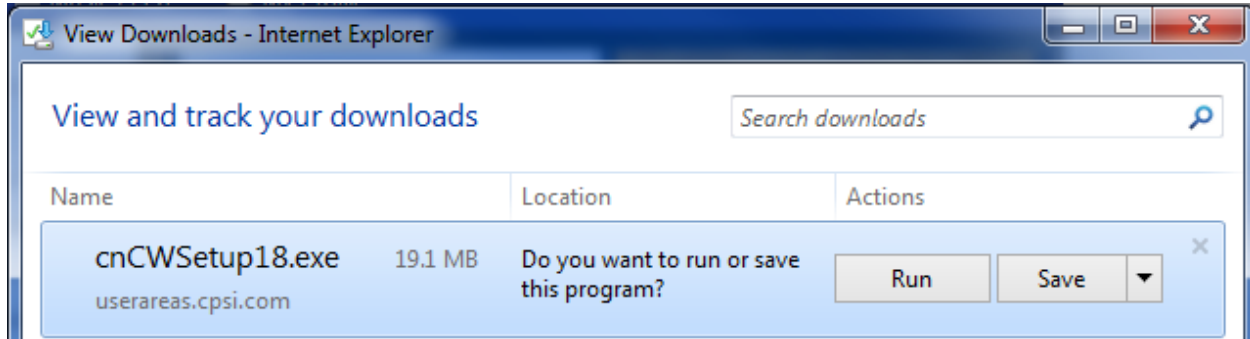 View Downloads - Internet Explorer
View and track your downloads
Search downloads
Name
Location
Actions
cnCWSetup18.exe
19.1 MB
userareas.cpsi.com
Do you want to run or save
this program?
Run
Save